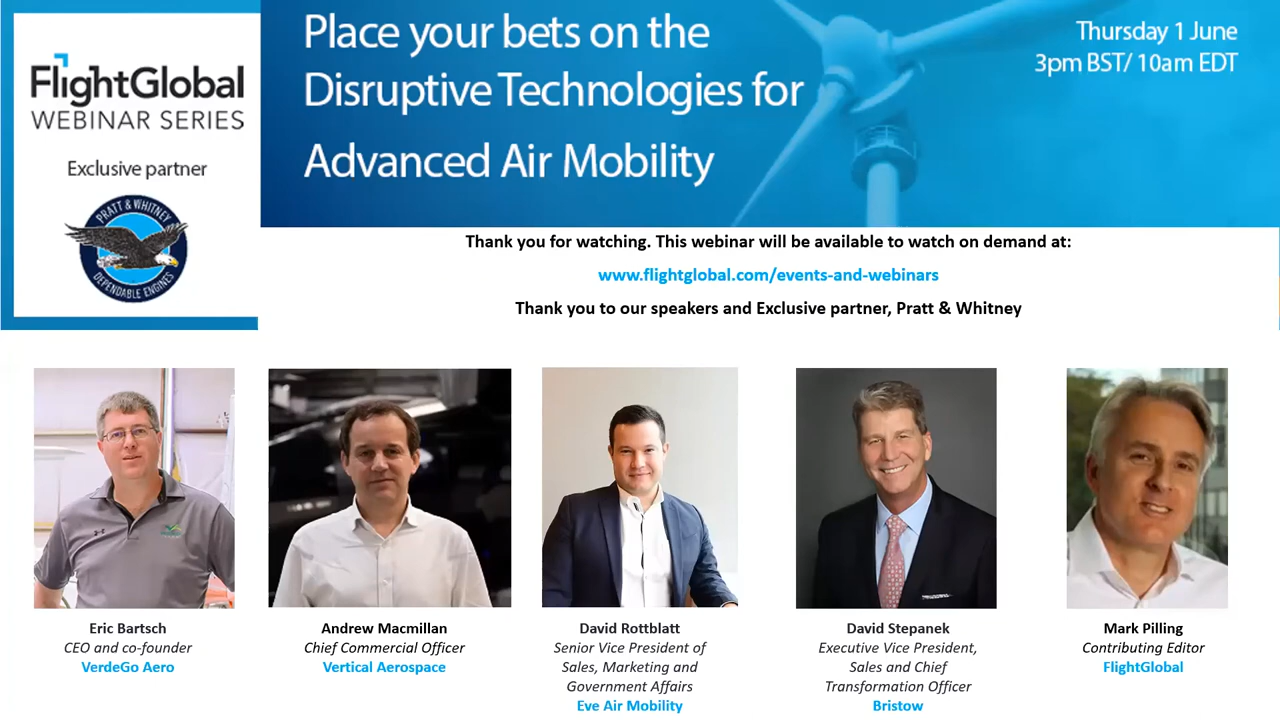 FlightGlobal
WEBINAR SERIES
Exclusive partner
PRATT & WHITNEY
DEPENDABLE ENGINES
Place your bets on the
Disruptive Technologies for
Advanced Air Mobility
Thursday 1 June
3pm BST/ 10am EDT
Thank you for watching. This webinar will be available to watch on demand at:
www.flightglobal.com/events-and-webinars
Thank you to our speakers and Exclusive partner, Pratt & Whitney
Eric Bartsch
CEO and co-founder
VerdeGo Aero
Andrew Macmillan
Chief Commercial Officer
Vertical Aerospace
David Rottblatt
Senior Vice President of
Sales, Marketing and
Government Affairs
Eve Air Mobility
David Stepanek
Executive Vice President,
Sales and Chief
Transformation Officer
Bristow
Mark Pilling
Contributing Editor
FlightGlobal